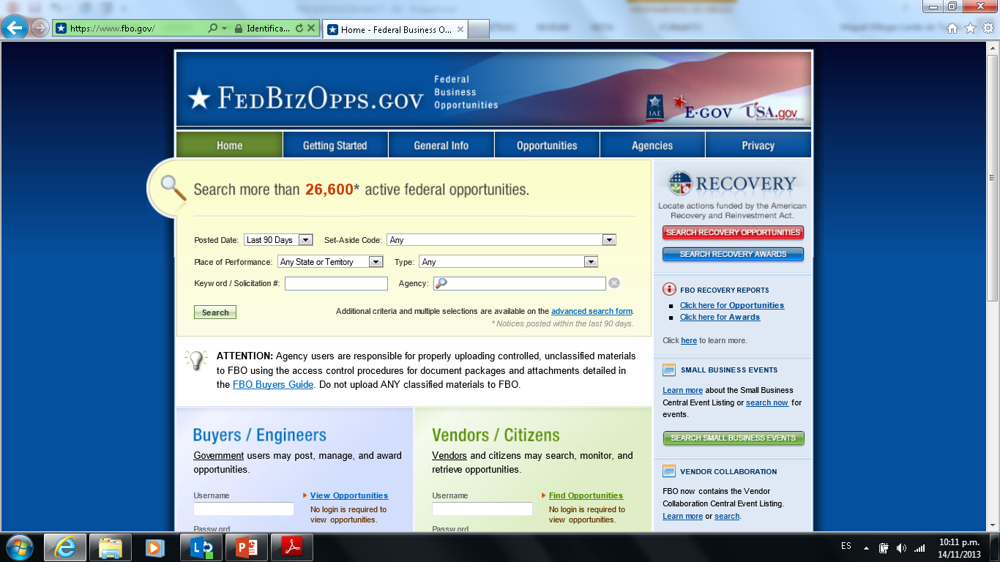 https://www.fbo.gov/
Identifica...
Home - Federal Business O...
FedBizOpps.gov
Federal
Business
Opportunities
IAE
E-GOV
USA.gov
Government Made Easy
Home
Getting Started
General Info
Opportunities
Agencies
Privacy
Search more than 26,600* active federal opportunities.
Posted Date:
Last 90 Days
Set-Aside Code:
Any
Place of Performance:
Any State or Territory
Type:
Any
Keyword / Solicitation #:
Agency:
Search
Additional criteria and multiple selections are available on the advanced search form.
* Notices posted within the last 90 days.
ATTENTION: Agency users are responsible for properly uploading controlled, unclassified materials
to FBO using the access control procedures for document packages and attachments detailed in
the FBO Buyers Guide. Do not upload ANY classified materials to FBO.
Buyers / Engineers
Government users may post, manage, and award
opportunities.
Username
View Opportunities
No login is required to
view opportunities.
Password
Vendors / Citizens
Vendors and citizens may search, monitor, and
retrieve opportunities.
Username
Find Opportunities
No login is required to
view opportunities.
Password
RECOVERY
Locate actions funded by the American
Recovery and Reinvestment Act.
SEARCH RECOVERY OPPORTUNITIES
SEARCH RECOVERY AWARDS
FBO RECOVERY REPORTS
Click here for Opportunities
Click here for Awards
Click here to learn more.
SMALL BUSINESS EVENTS
Learn more about the Small Business
Central Event Listing or search now for
events.
SEARCH SMALL BUSINESS EVENTS
VENDOR COLLABORATION
FBO now contains the Vendor
Collaboration Central Event Listing.
Learn more or search.
ES
10:11 p.m.
14/11/2013